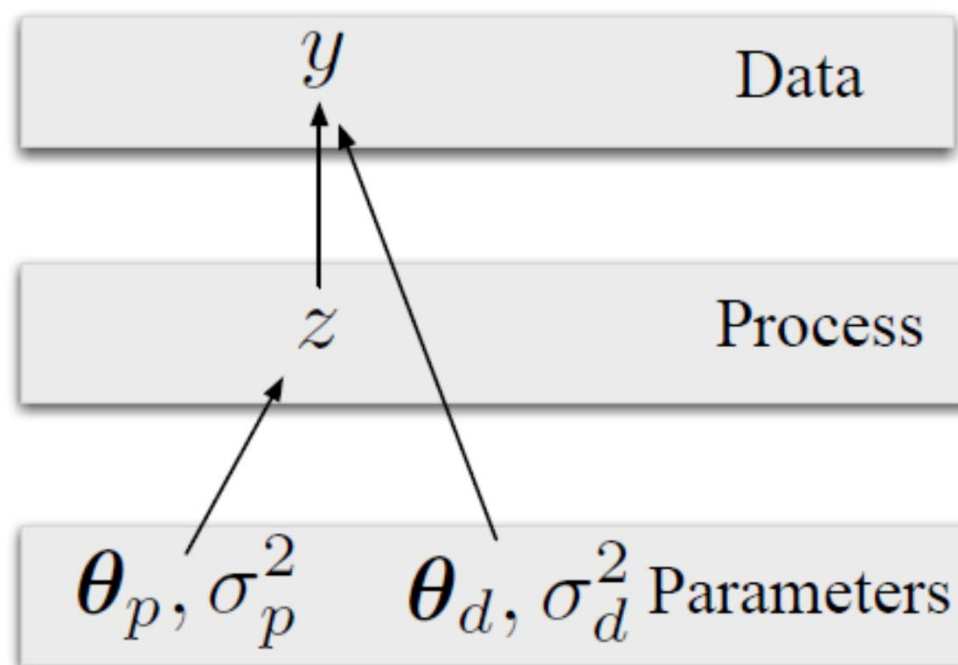 y Data
z Process
θ_p, σ_p^2 θ_d, σ_d^2 Parameters